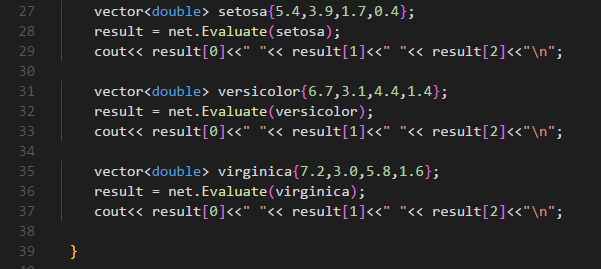 27 vector<double> setosa{5.4,3.9,1.7,0.4};
28 result = net.Evaluate(setosa);
29 cout<< result[0]<<" "<< result[1]<<" "<< result[2]<<"\n";
30
31 vector<double> versicolor{6.7,3.1,4.4,1.4};
32 result = net.Evaluate(versicolor);
33 cout<< result[0]<<" "<< result[1]<<" "<< result[2]<<"\n";
34
35 vector<double> virginica{7.2,3.0,5.8,1.6};
36 result = net.Evaluate(virginica);
37 cout<< result[0]<<" "<< result[1]<<" "<< result[2]<<"\n";
38
39 }